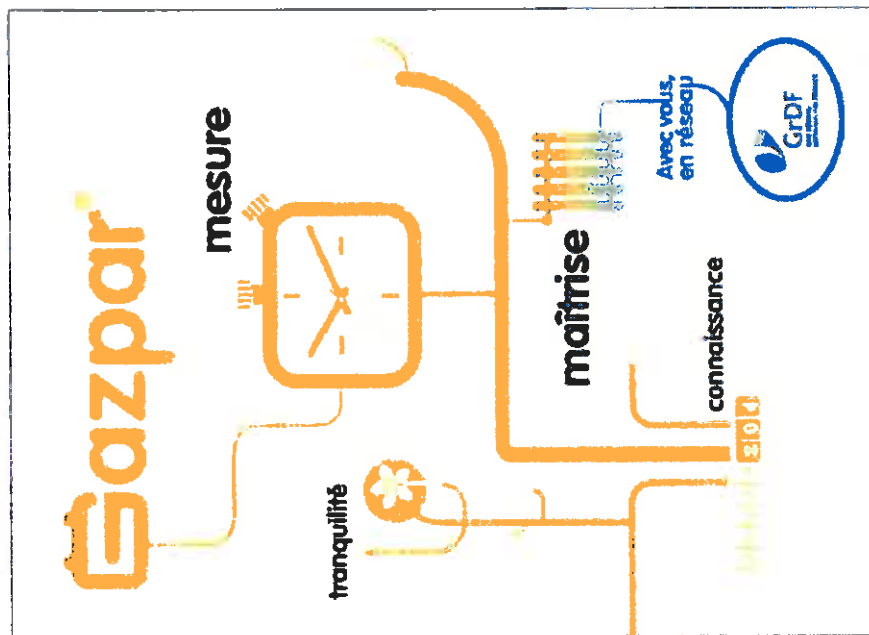 Gazpar
mesure
tranquilité
maîtrise
connaissance
Avec vous,
en réseau
GrDF